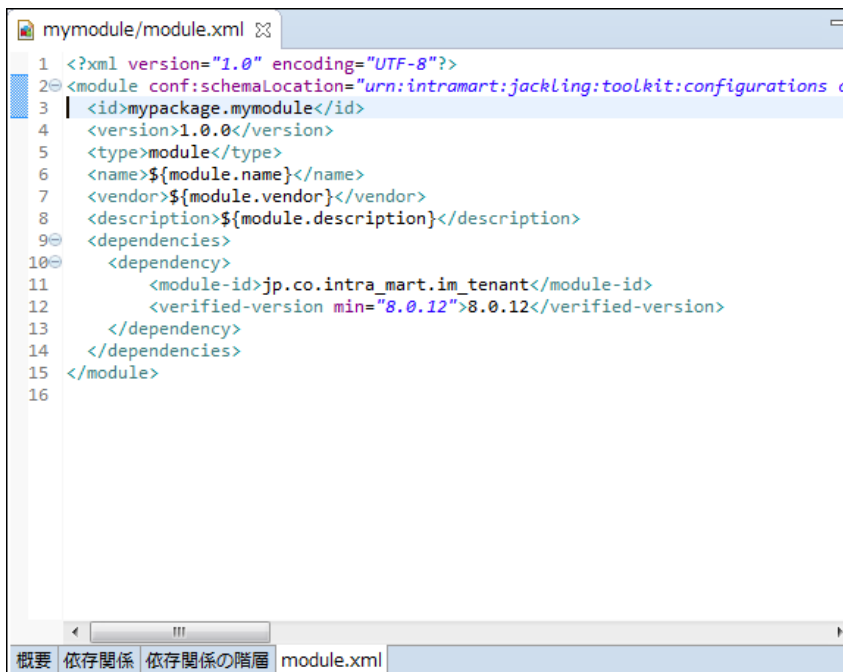 mymodule/module.xml
1 <?xml version="1.0" encoding="UTF-8"?>
2 <module conf:schemaLocation="urn:intramart:jackling:toolkit:configurations
3 <id>mypackage.mymodule</id>
4 <version>1.0.0</version>
5 <type>module</type>
6 <name>${module.name}</name>
7 <vendor>${module.vendor}</vendor>
8 <description>${module.description}</description>
9 <dependencies>
10 <dependency>
11 <module-id>jp.co.intra_mart.im_tenant</module-id>
12 <verified-version min="8.0.12">8.0.12</verified-version>
13 </dependency>
14 </dependencies>
15 </module>
16
概要 依存関係 依存関係の階層 module.xml